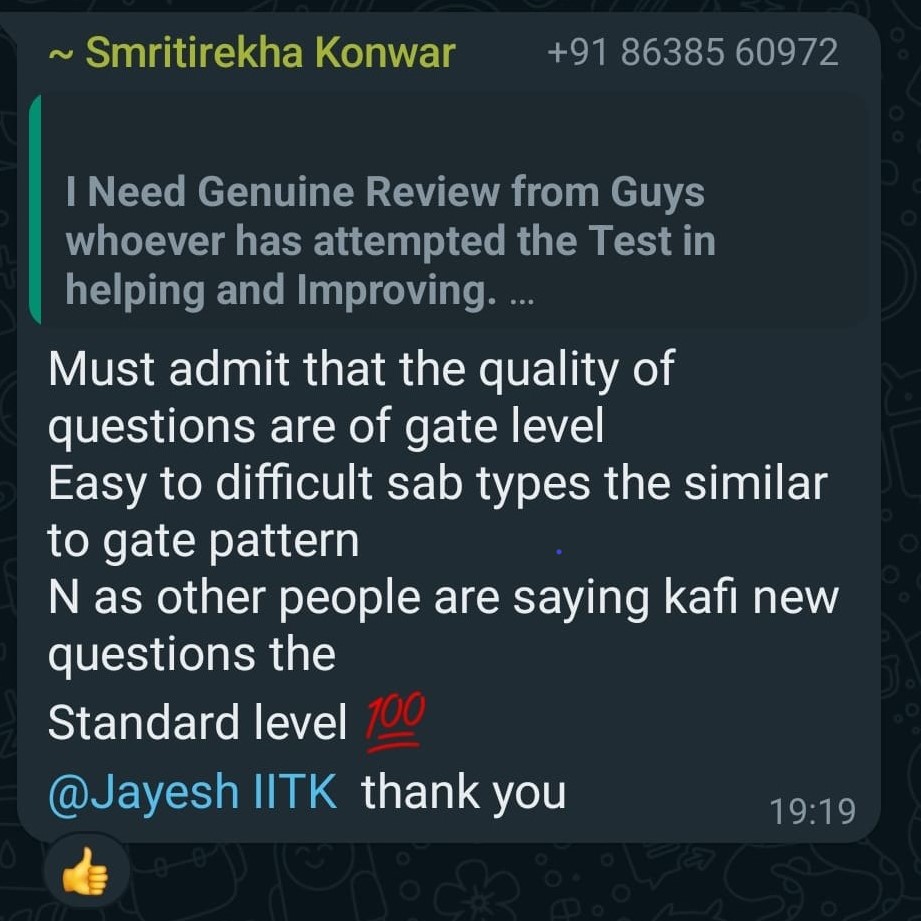 ~ Smritirekha Konwar +91 86385 60972
I Need Genuine Review from Guys
whoever has attempted the Test in
helping and Improving. ...
Must admit that the quality of
questions are of gate level
Easy to difficult sab types the similar
to gate pattern
N as other people are saying kafi new
questions the
Standard level 💯
@Jayesh IITK thank you
19:19